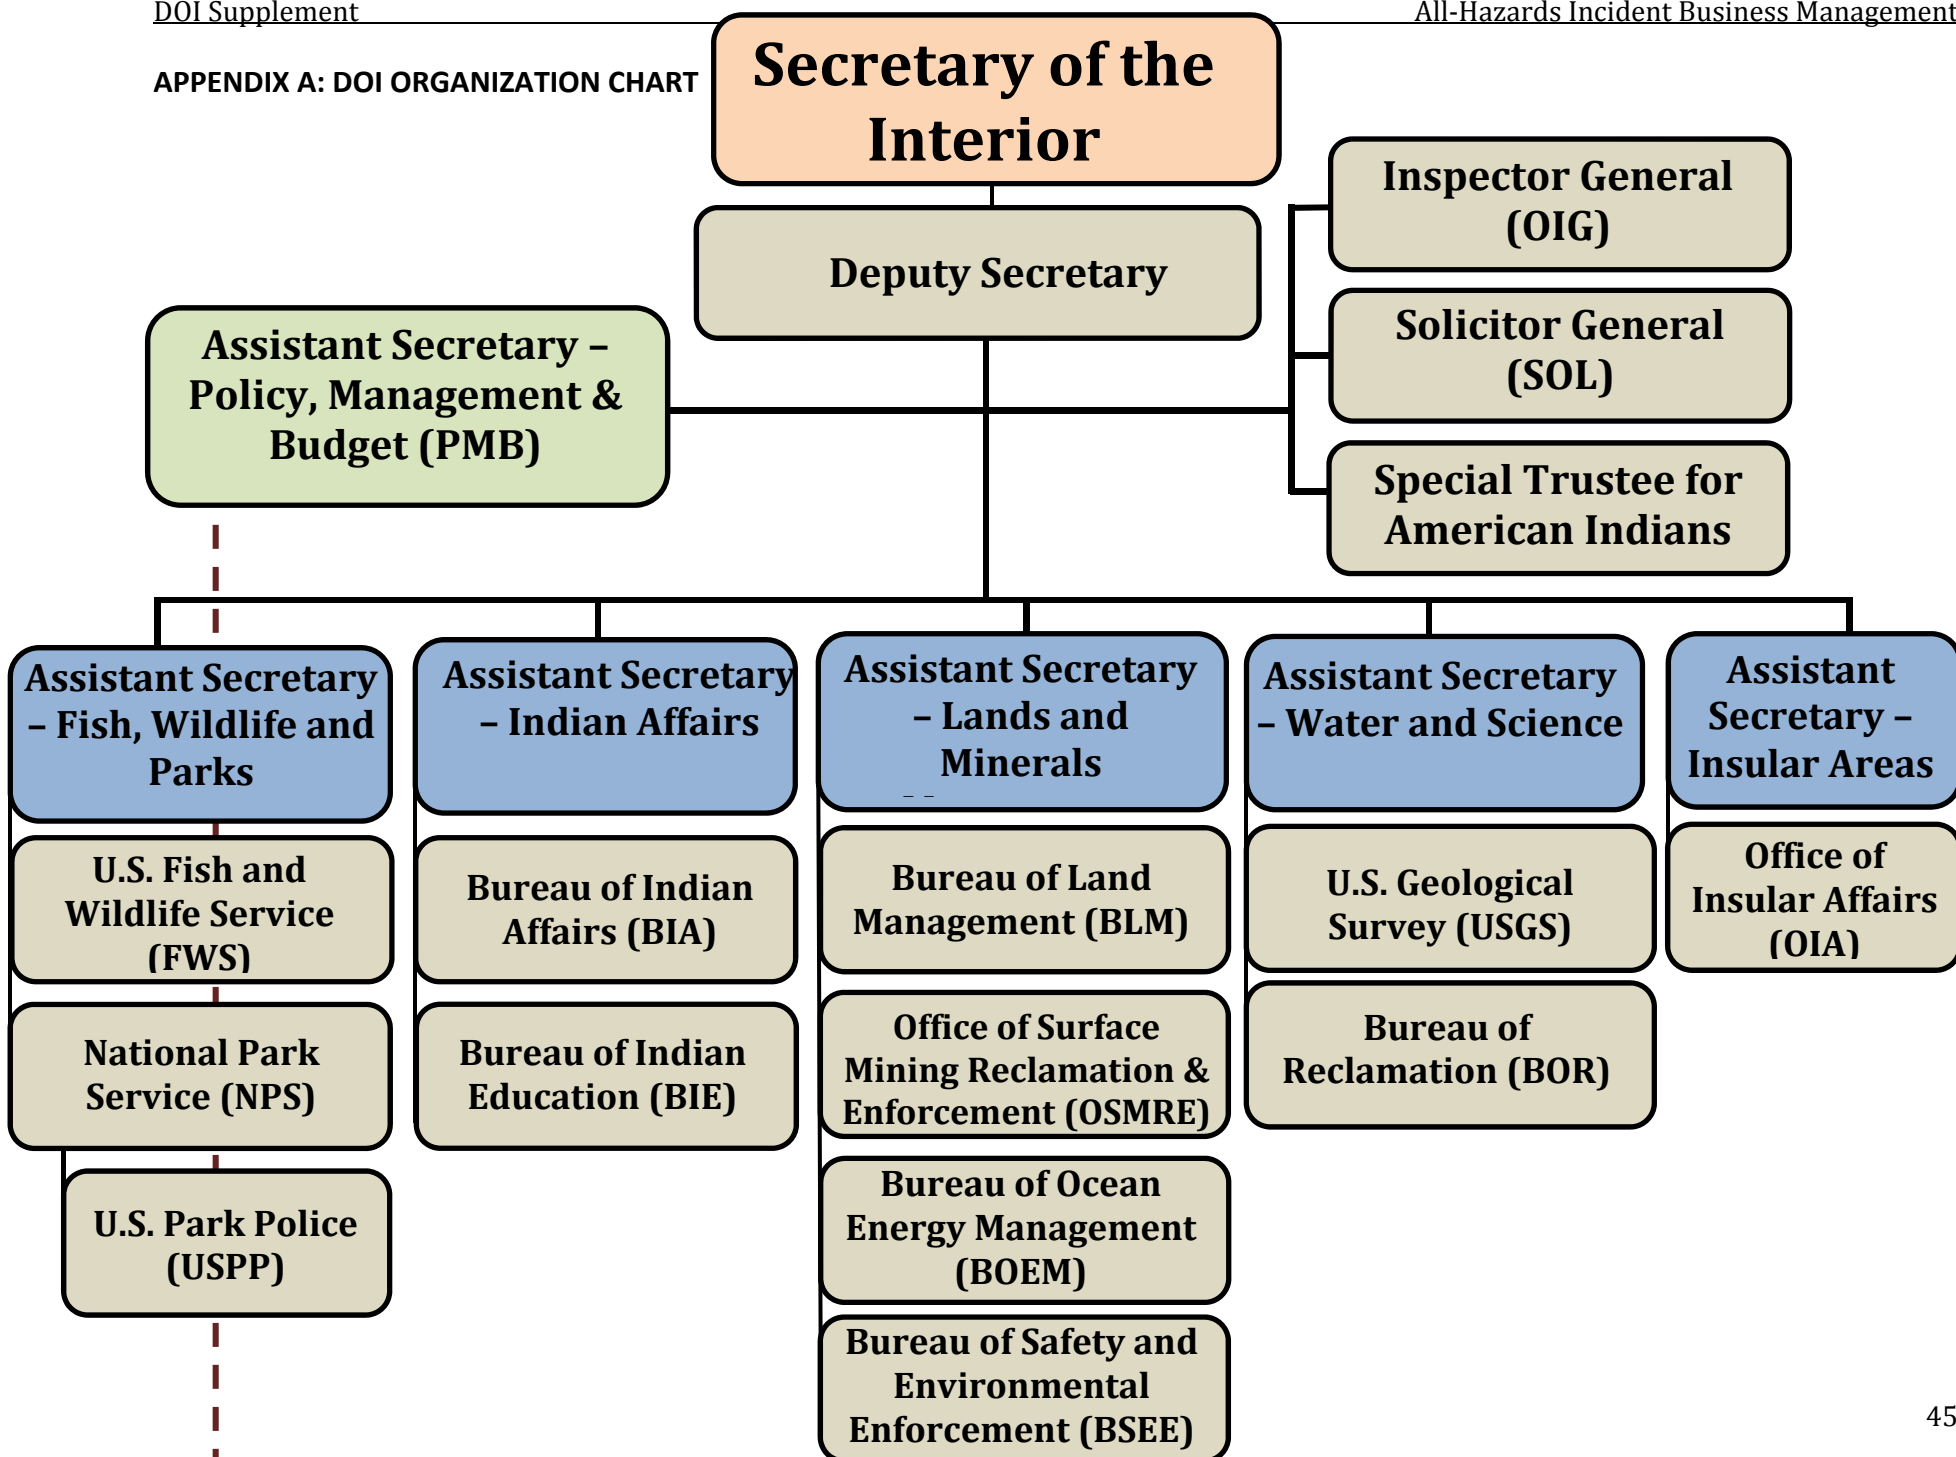 DOI Supplement
All-Hazards Incident Business Management
APPENDIX A: DOI ORGANIZATION CHART
Secretary of the
Interior
Deputy Secretary
Inspector General
(OIG)
Solicitor General
(SOL)
Special Trustee for
American Indians
Assistant Secretary –
Policy, Management &
Budget (PMB)
Assistant Secretary
– Fish, Wildlife and
Parks
U.S. Fish and
Wildlife Service
(FWS)
National Park
Service (NPS)
U.S. Park Police
(USPP)
Assistant Secretary
– Indian Affairs
Bureau of Indian
Affairs (BIA)
Bureau of Indian
Education (BIE)
Assistant Secretary
– Lands and
Minerals
Bureau of Land
Management (BLM)
Office of Surface
Mining Reclamation &
Enforcement (OSMRE)
Bureau of Ocean
Energy Management
(BOEM)
Bureau of Safety and
Environmental
Enforcement (BSEE)
Assistant Secretary
– Water and Science
U.S. Geological
Survey (USGS)
Bureau of
Reclamation (BOR)
Assistant
Secretary –
Insular Areas
Office of
Insular Affairs
(OIA)
45